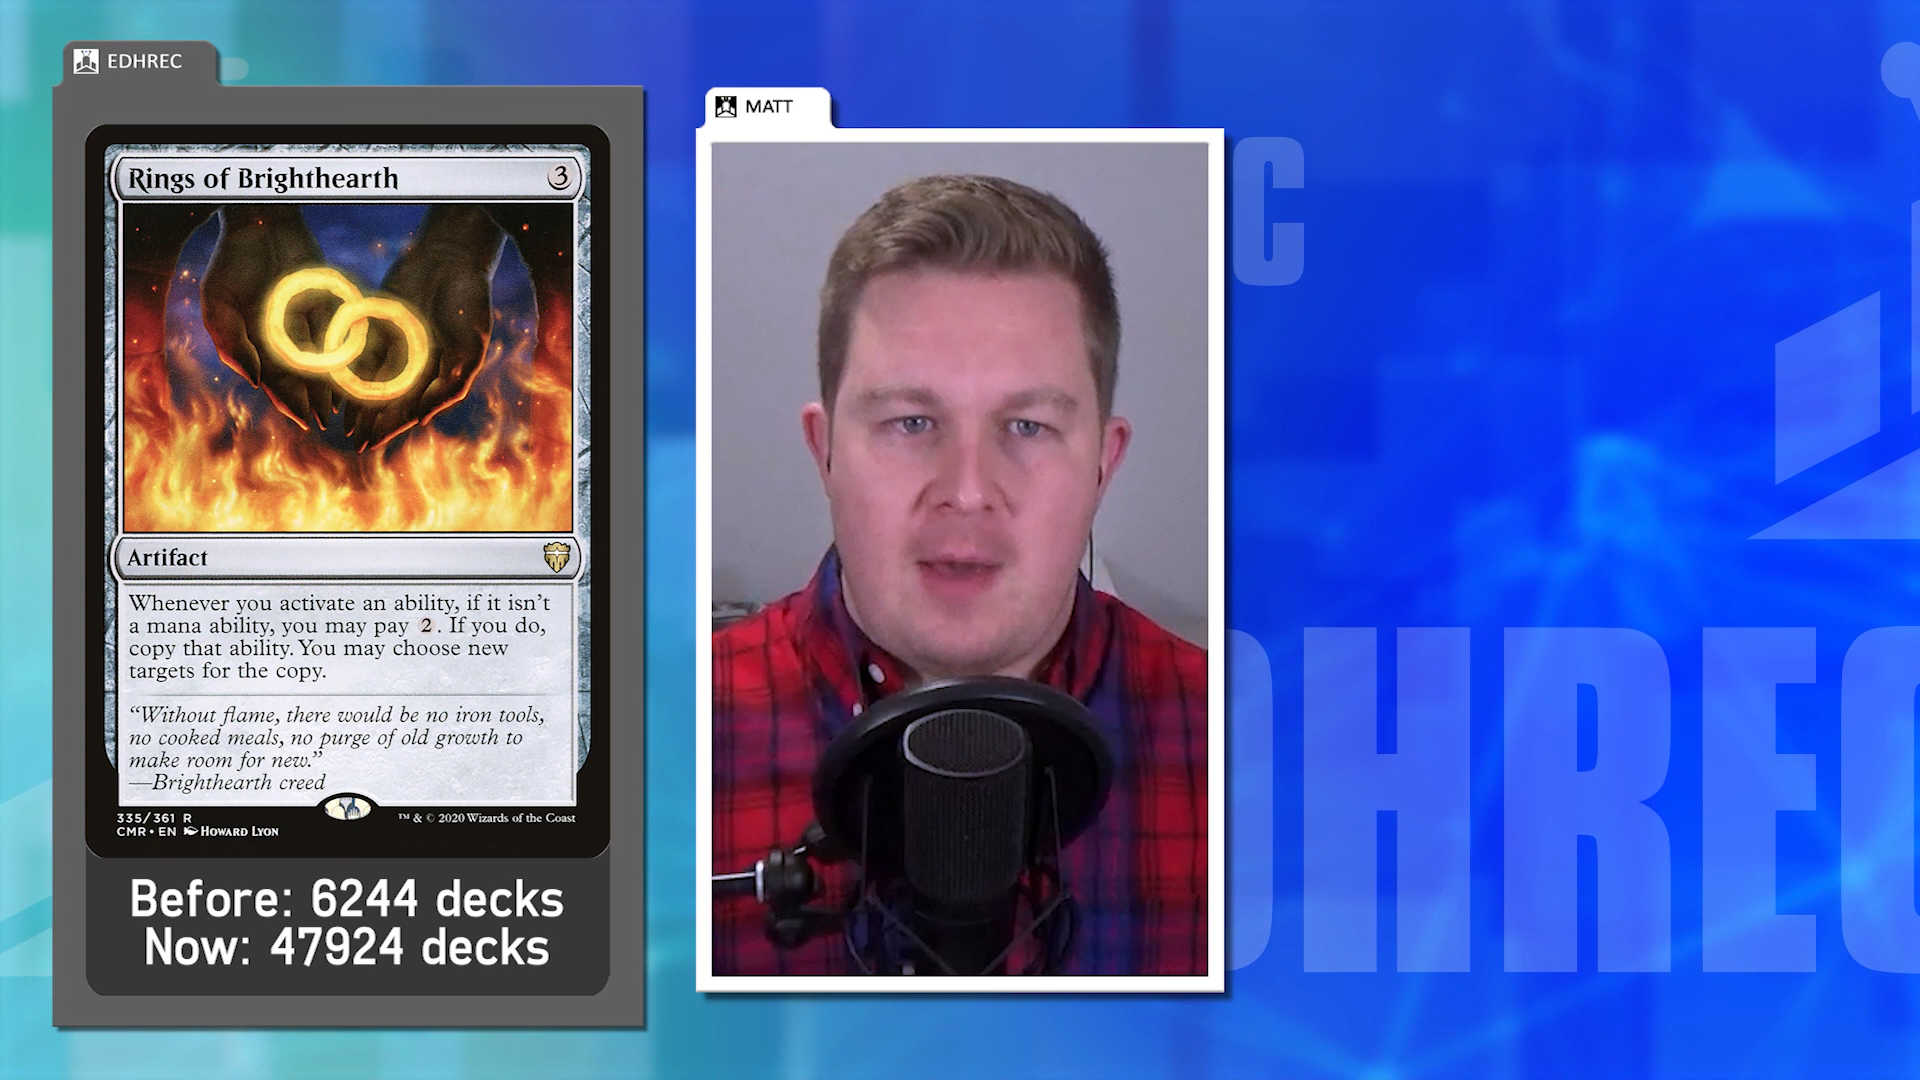 EDHREC
Rings of Brighthearth 3
Artifact
Whenever you activate an ability, if it isn't
a mana ability, you may pay 2. If you do,
copy that ability. You may choose new
targets for the copy.
“Without flame, there would be no iron tools,
no cooked meals, no purge of old growth to
make room for new.”
—Brighthearth creed
335/361 R
CMR • EN Howard Lyon
™ & © 2020 Wizards of the Coast
Before: 6244 decks
Now: 47924 decks
MATT
C
DHREC